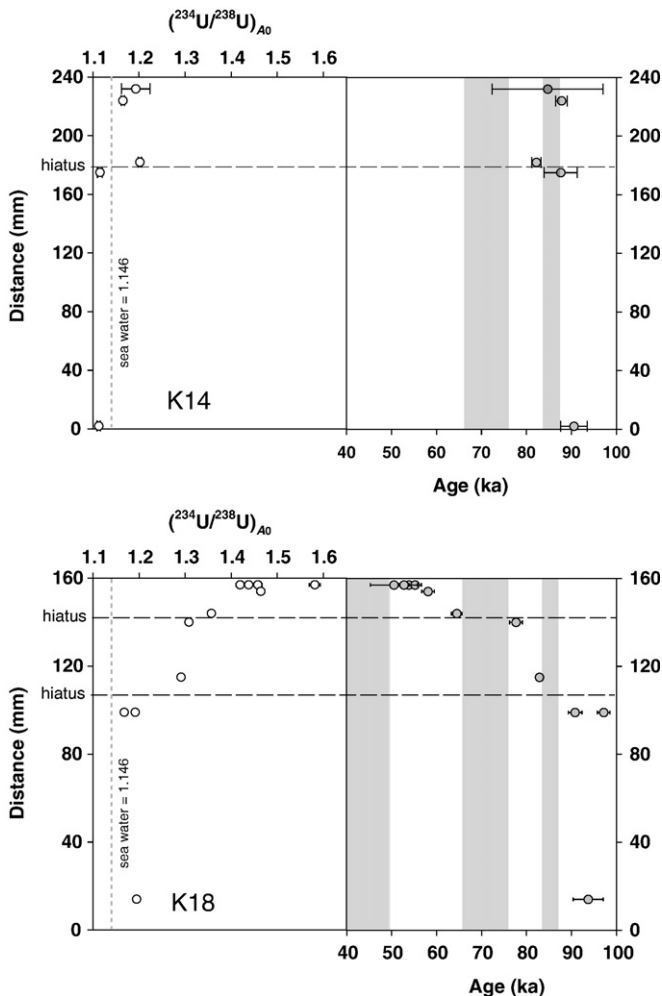 (²³⁴U/²³⁸U)A0
1.1 1.2 1.3 1.4 1.5 1.6
240 240
200 200
hiatus
160 160
120 120
80 80
40 40
0 0
Distance (mm)
Distance (mm)
sea water = 1.146
K14
40 50 60 70 80 90 100
Age (ka)
(²³⁴U/²³⁸U)A0
1.1 1.2 1.3 1.4 1.5 1.6
160 160
hiatus
120 120
hiatus
80 80
40 40
0 0
Distance (mm)
Distance (mm)
sea water = 1.146
K18
40 50 60 70 80 90 100
Age (ka)